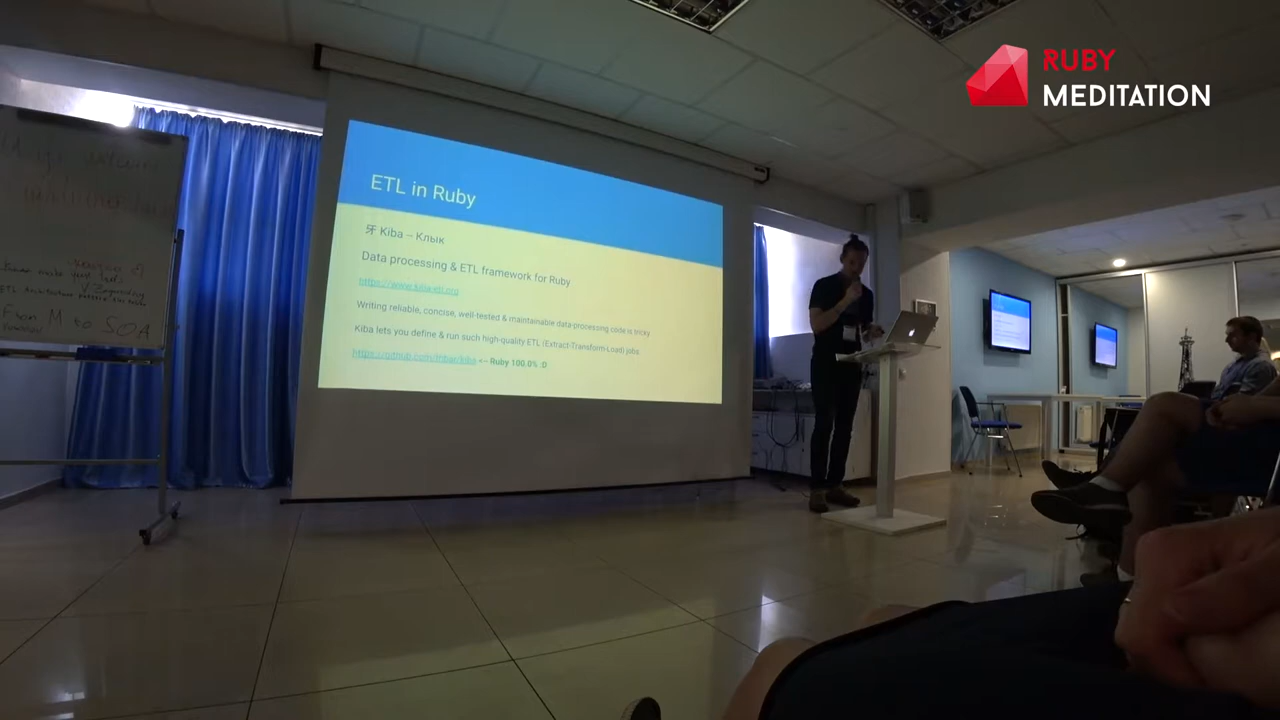 RUBY
MEDITATION
ETL in Ruby
牙 Kiba – Клык
Data processing & ETL framework for Ruby
https://www.kiba-etl.org
Writing reliable, concise, well-tested & maintainable data-processing code is tricky
Kiba lets you define & run such high-quality ETL (Extract-Transform-Load) jobs
https://github.com/thbar/kiba <-- Ruby 100.0% :D
From M to SOA